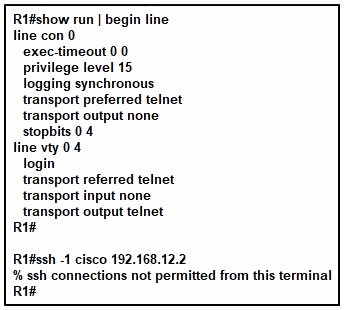 R1#show run | begin line
line con 0
exec-timeout 0 0
privilege level 15
logging synchronous
transport preferred telnet
transport output none
stopbits 0 4
line vty 0 4
login
transport referred telnet
transport input none
transport output telnet
R1#
R1#ssh -1 cisco 192.168.12.2
% ssh connections not permitted from this terminal
R1#